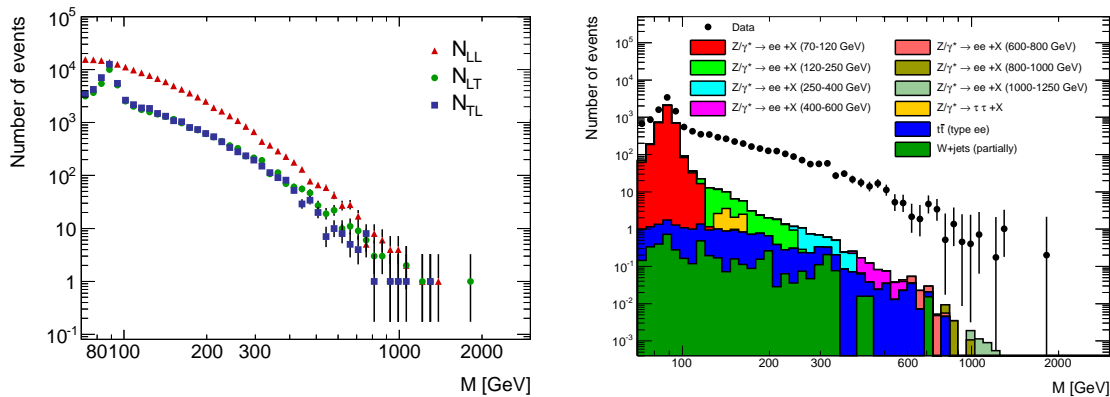 Number of events
10^5
10^4
10^3
10^2
10
1
10^-1
N_LL
N_LT
N_TL
80 100 200 300 1000 2000
M [GeV]
Number of events
10^5
10^4
10^3
10^2
10
1
10^-1
10^-2
10^-3
Data
Z/γ* → ee +X (70-120 GeV)
Z/γ* → ee +X (120-250 GeV)
Z/γ* → ee +X (250-400 GeV)
Z/γ* → ee +X (400-600 GeV)
Z/γ* → ee +X (600-800 GeV)
Z/γ* → ee +X (800-1000 GeV)
Z/γ* → ee +X (1000-1250 GeV)
Z/γ* → τ τ +X
tt̄ (type ee)
W+jets (partially)
100 200 300 600 1000 2000
M [GeV]